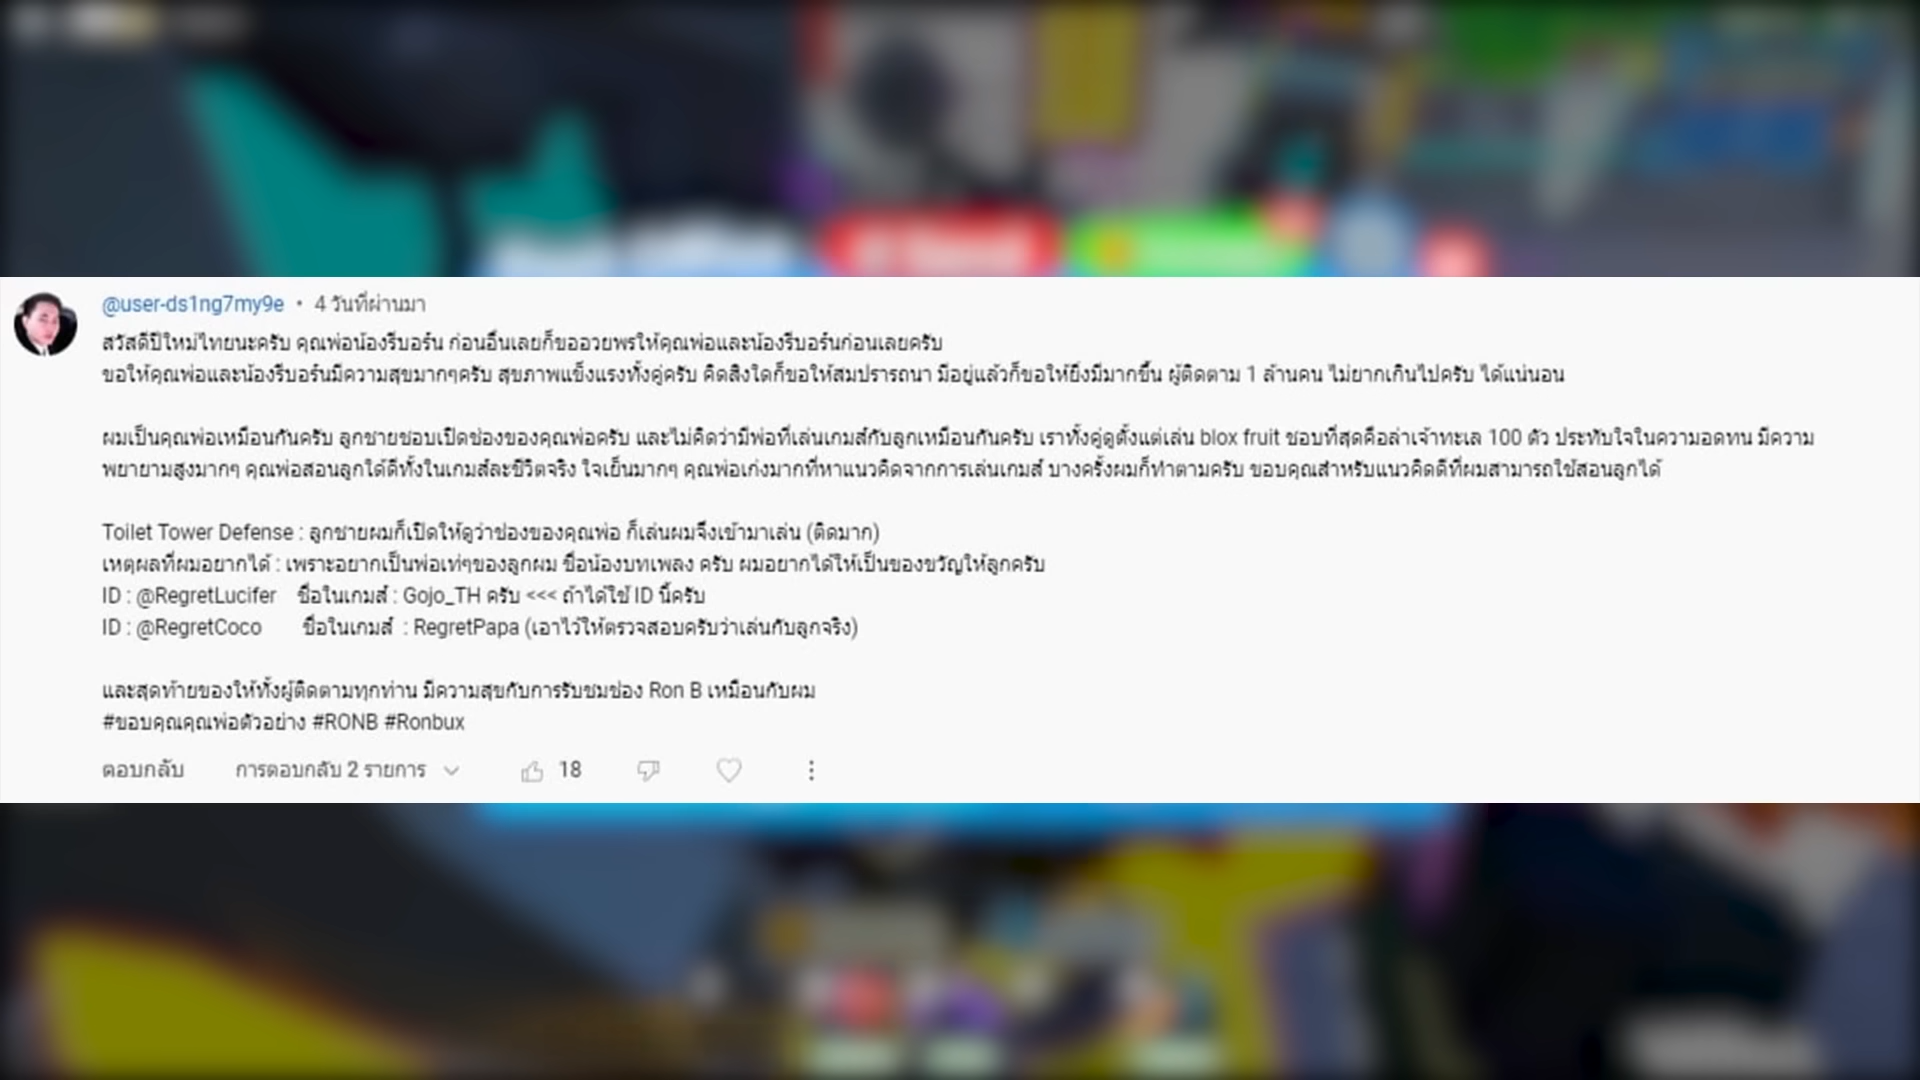 @user-ds1ng7my9e • 4 วันที่ผ่านมา
สวัสดีปีใหม่ไทยนะครับ คุณพ่อน้องรีบอร์น ก่อนอื่นเลยก็ขออวยพรให้คุณพ่อและน้องรีบอร์นก่อนเลยครับ
ขอให้คุณพ่อและน้องรีบอร์นมีความสุขมากๆครับ สุขภาพแข็งแรงทั้งคู่ครับ คิดสิ่งใดก็ขอให้สมปรารถนา มีอยู่แล้วก็ขอให้ยิ่งมีมากขึ้น ผู้ติดตาม 1 ล้านคน ไม่ยากเกินไปครับ ได้แน่นอน
ผมเป็นคุณพ่อเหมือนกันครับ ลูกชายชอบเปิดช่องของคุณพ่อครับ และไม่คิดว่ามีพ่อที่เล่นเกมส์กับลูกเหมือนกันครับ เราทั้งคู่ดูตั้งแต่เล่น blox fruit ชอบที่สุดคือล่าเจ้าทะเล 100 ตัว ประทับใจในความอดทน มีความ
พยายามสูงมากๆ คุณพ่อสอนลูกได้ดีทั้งในเกมส์ละชีวิตจริง ใจเย็นมากๆ คุณพ่อเก่งมากที่หาแนวคิดจากการเล่นเกมส์ บางครั้งผมก็ทำตามครับ ขอบคุณสำหรับแนวคิดดีที่ผมสามารถใช้สอนลูกได้
Toilet Tower Defense : ลูกชายผมก็เปิดให้ดูว่าช่องของคุณพ่อ ก็เล่นผมจึงเข้ามาเล่น (ติดมาก)
เหตุผลที่ผมอยากได้ : เพราะอยากเป็นพ่อเท่ๆของลูกผม ชื่อน้องบทเพลง ครับ ผมอยากได้ให้เป็นของขวัญให้ลูกครับ
ID : @RegretLucifer ชื่อในเกมส์ : Gojo_TH ครับ <<< ถ้าได้ใช้ ID นี้ครับ
ID : @RegretCoco ชื่อในเกมส์ : RegretPapa (เอาไว้ให้ตรวจสอบครับว่าเล่นกับลูกจริง)
และสุดท้ายของให้ทั้งผู้ติดตามทุกท่าน มีความสุขกับการรับชมช่อง Ron B เหมือนกับผม
#ขอบคุณคุณพ่อตัวอย่าง #RONB #Ronbux
ตอบกลับ การตอบกลับ 2 รายการ 18